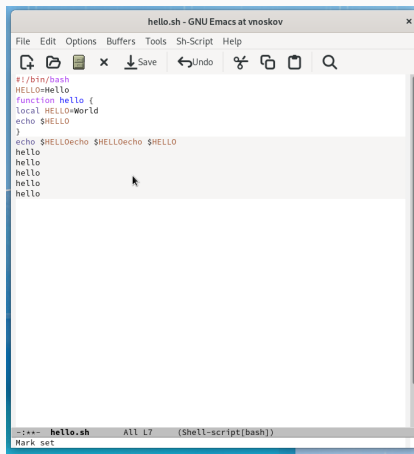 hello.sh - GNU Emacs at vnoskov
File Edit Options Buffers Tools Sh-Script Help
Save Undo
#!/bin/bash
HELLO=Hello
function hello {
local HELLO=World
echo $HELLO
}
echo $HELLOecho $HELLOecho $HELLO
hello
hello
hello
hello
hello
-:**- hello.sh All L7 (Shell-script[bash])
Mark set